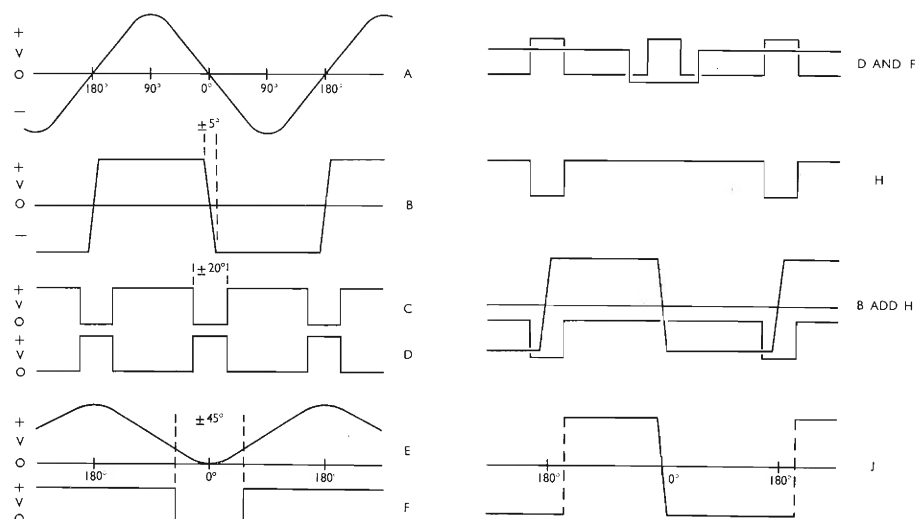 +
V
O
−
180° 90° 0° 90° 180°
A
± 5°
+
V
O
−
B
± 20°
+
V
O
C
+
V
O
D
± 45°
+
V
O
180° 0° 180°
E
+
V
O
F
D AND F
H
B ADD H
180° 0° 180°
J